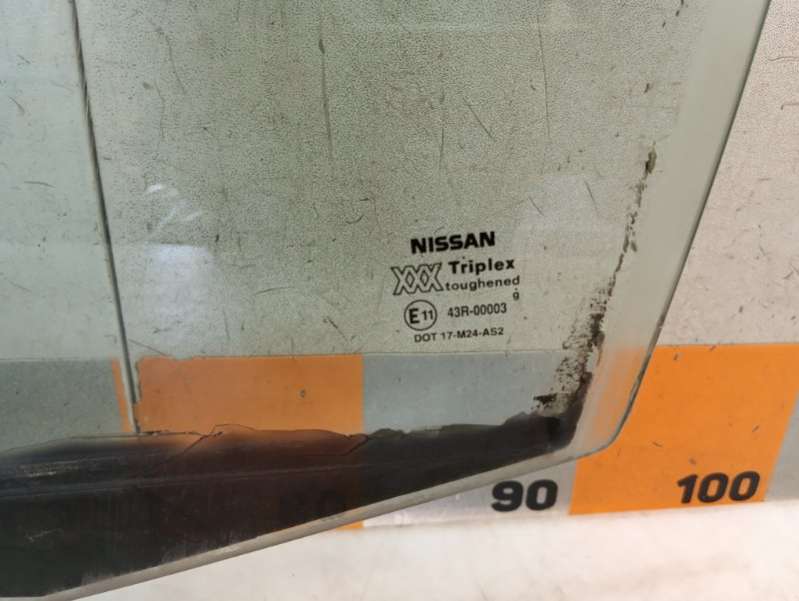 NISSAN
XXX Triplex
toughened
9
E11 43R-00003
DOT 17-M24-AS2
90
100